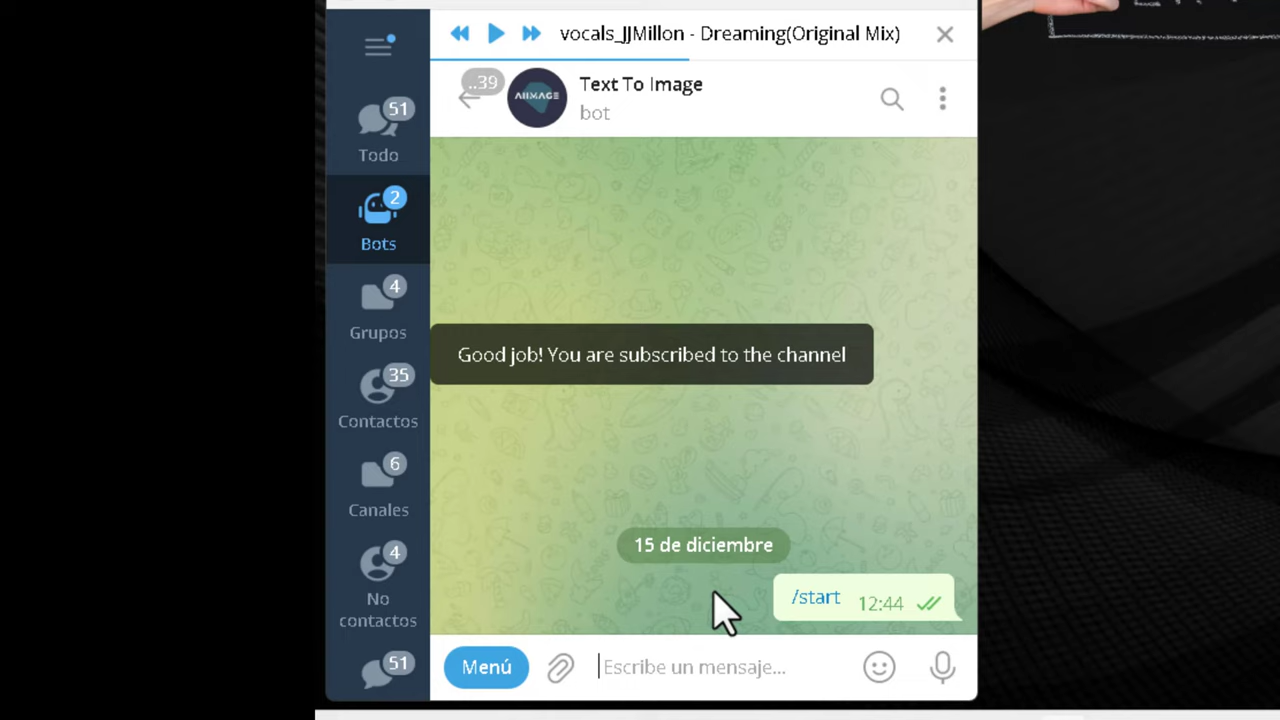 vocals_JJMillon - Dreaming(Original Mix)
..39
AIIMAGE
Text To Image
bot
51
Todo
2
Bots
4
Grupos
35
Contactos
6
Canales
4
No
contactos
51
Good job! You are subscribed to the channel
15 de diciembre
/start 12:44
Menú
Escribe un mensaje...